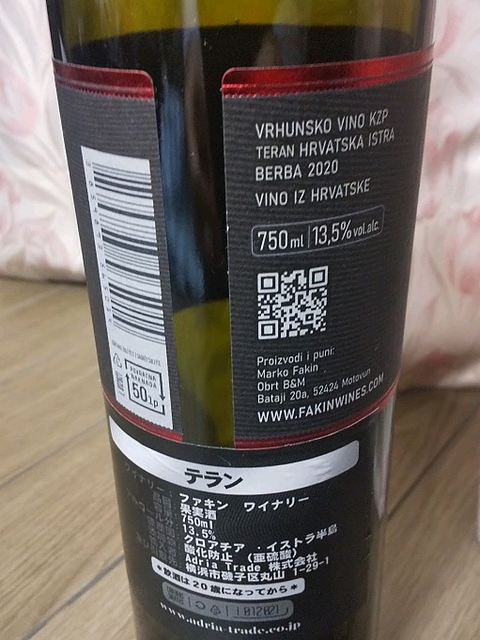 VRHUNSKO VINO KZP
TERAN HRVATSKA ISTRA
BERBA 2020
VINO IZ HRVATSKE
750 ml | 13,5% vol.alc.
Proizvodi i puni:
Marko Fakin
Obrt B&M
Bataji 20a, 52424 Motovun
WWW.FAKINWINES.COM
POVRATNA
NAKNADA
50 lp
テラン
ワイナリー: ファキン ワイナリー
果実酒
750ml
13.5%
クロアチア ・イストラ半島
酸化防止 (亜硫酸)
Adria Trade 株式会社
横浜市磯子区丸山 1-29-1
•飲酒は20歳になってから*
www.adria-trade.co.jp